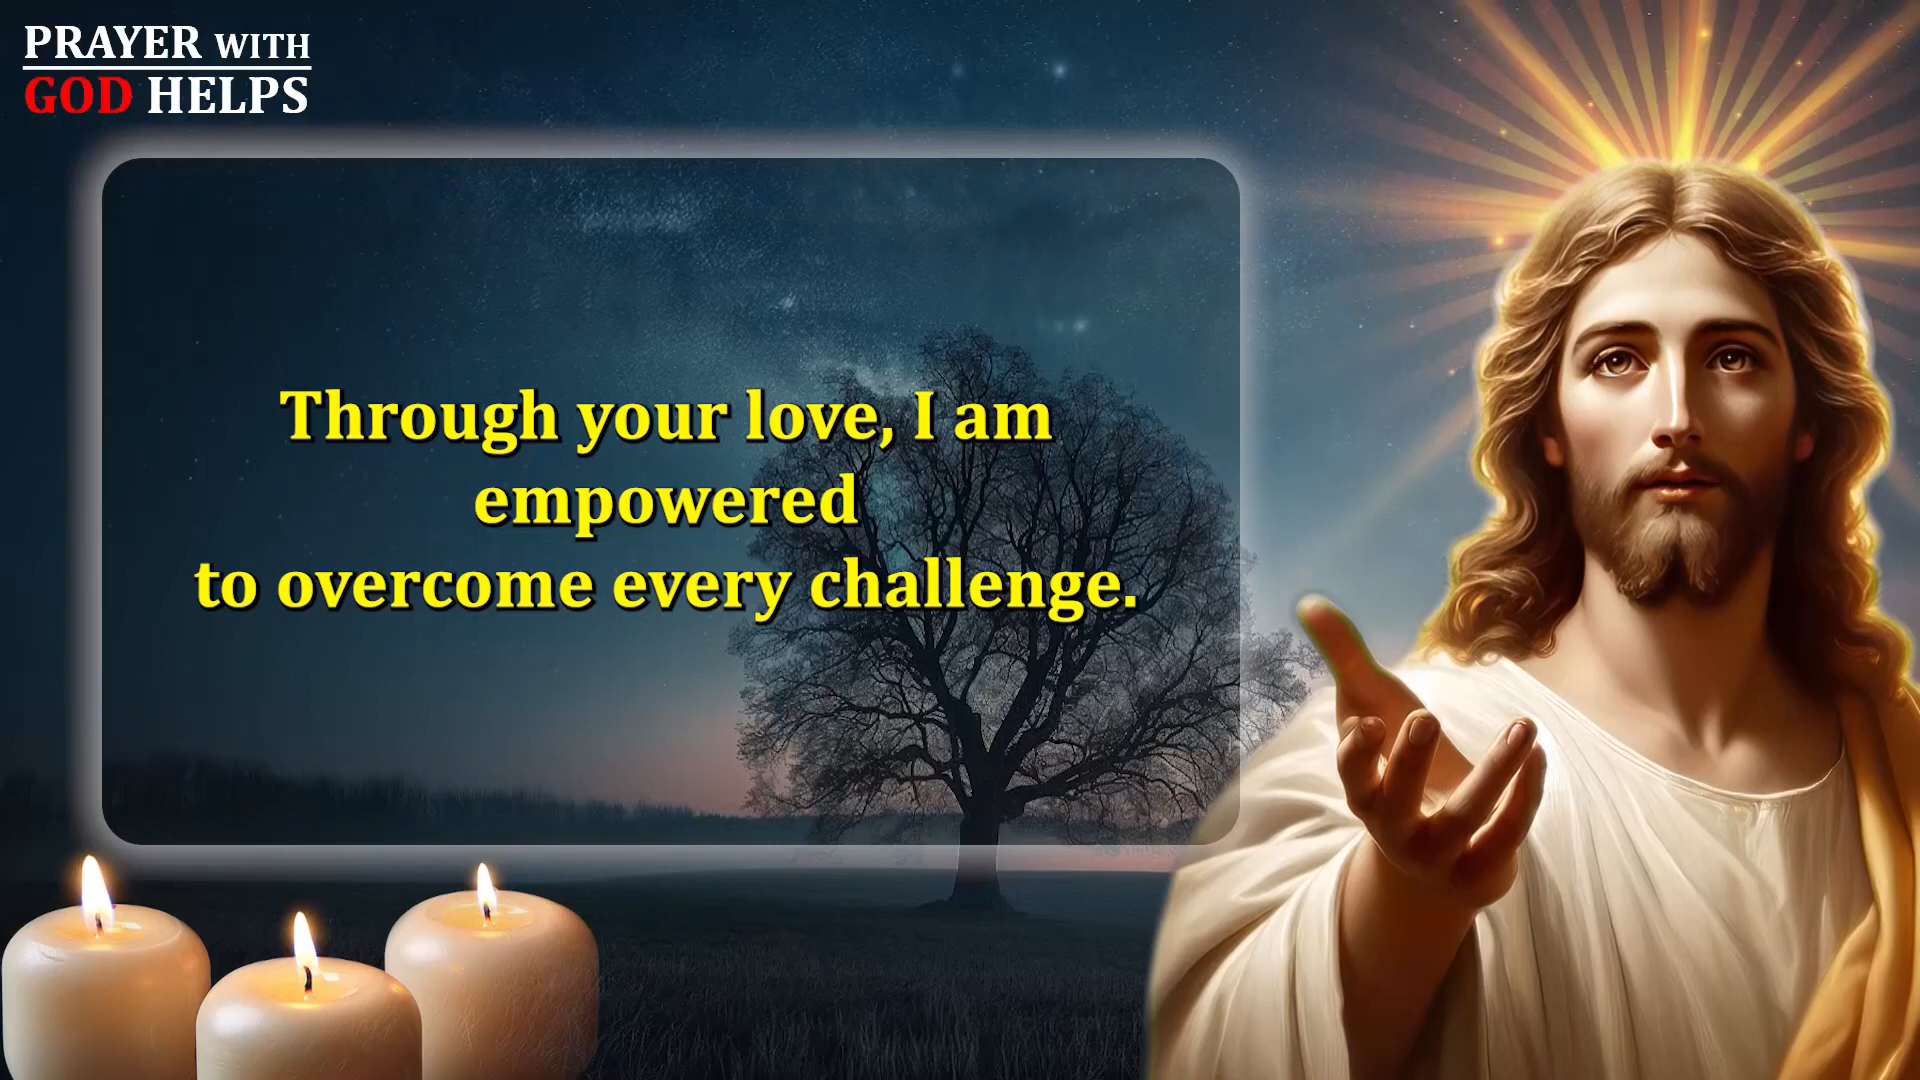 PRAYER WITH
GOD HELPS
Through your love, I am
empowered
to overcome every challenge.